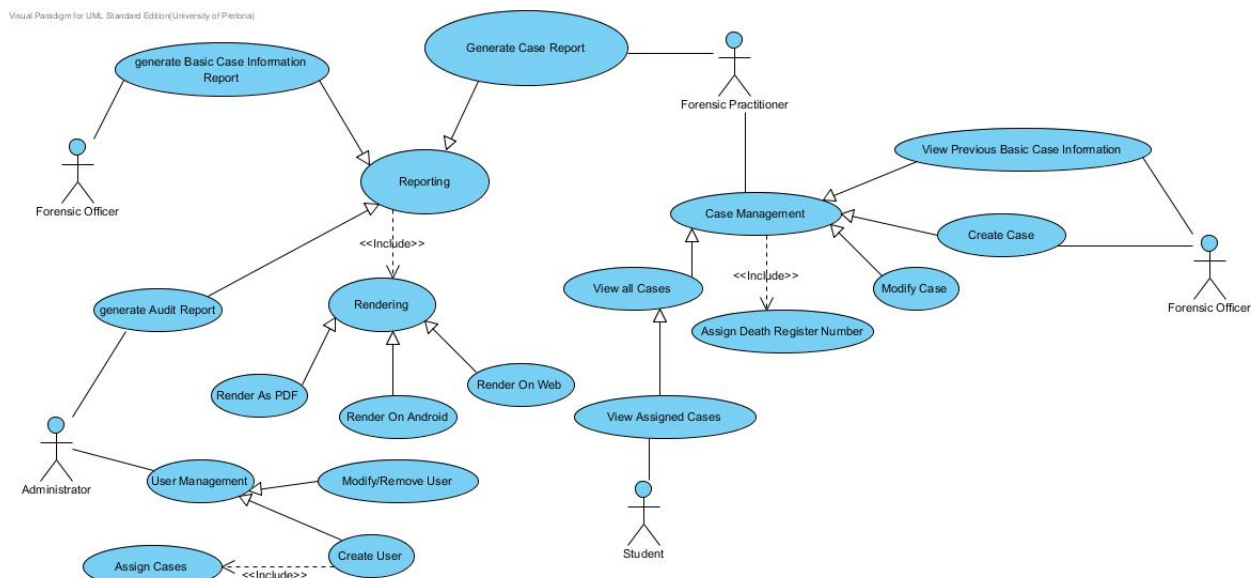 Visual Paradigm for UML Standard Edition(University of Pretoria)
generate Basic Case Information
Report
Generate Case Report
Forensic Practitioner
View Previous Basic Case Information
Forensic Officer
Reporting
Case Management
Create Case
<<Include>>
<<Include>>
View all Cases
Modify Case
Forensic Officer
generate Audit Report
Rendering
Assign Death Register Number
Render As PDF
Render On Web
Render On Android
View Assigned Cases
Administrator
User Management
Modify/Remove User
Student
Create User
Assign Cases
<<Include>>